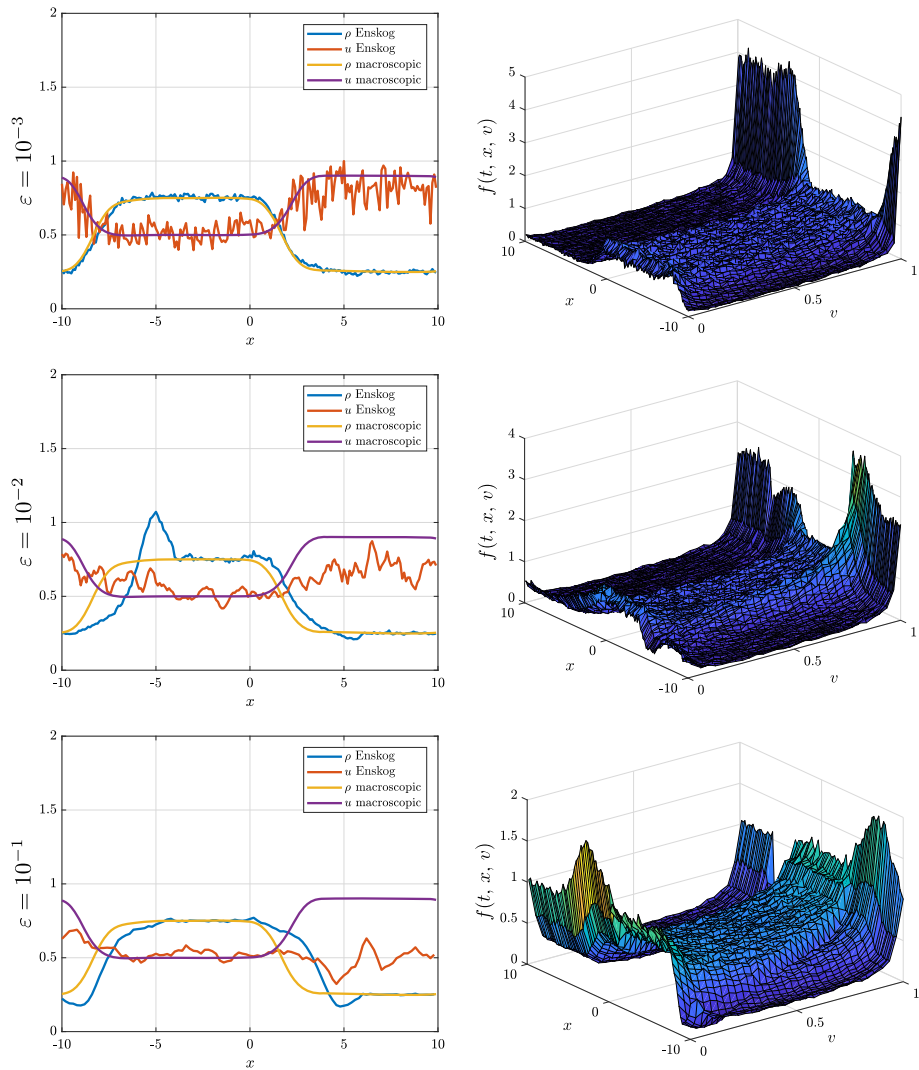 2
1.5
1
0.5
0
-10
-5
0
5
10
x
ε = 10⁻³
ρ Enskog
u Enskog
ρ macroscopic
u macroscopic
5
4
3
2
1
0
f(t, x, v)
10
0
-10
x
0
0.5
1
v
2
1.5
1
0.5
0
-10
-5
0
5
10
x
ε = 10⁻²
ρ Enskog
u Enskog
ρ macroscopic
u macroscopic
4
3
2
1
0
f(t, x, v)
10
0
-10
x
0
0.5
1
v
2
1.5
1
0.5
0
-10
-5
0
5
10
x
ε = 10⁻¹
ρ Enskog
u Enskog
ρ macroscopic
u macroscopic
2
1.5
1
0.5
0
f(t, x, v)
10
0
-10
x
0
0.5
1
v